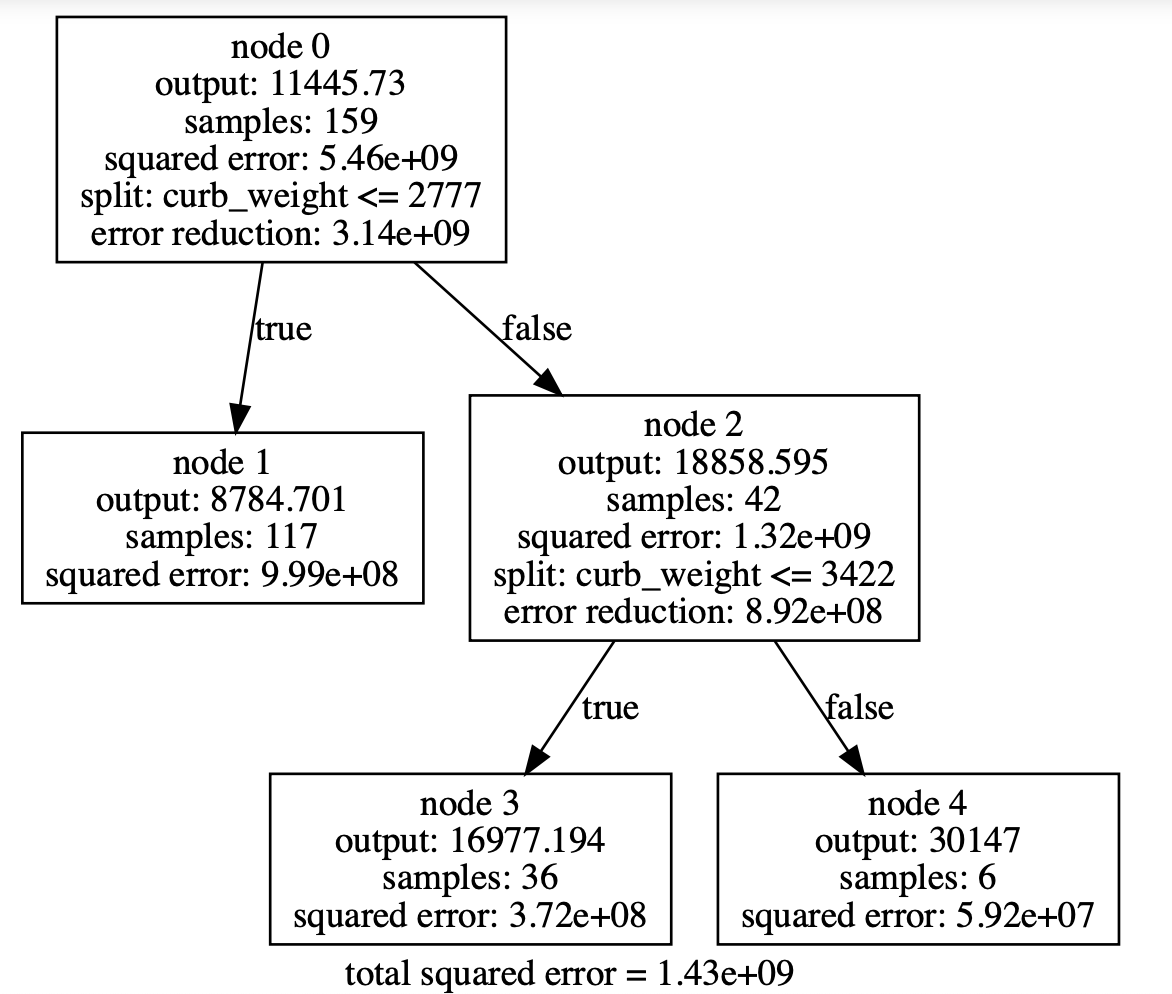 node 0
output: 11445.73
samples: 159
squared error: 5.46e+09
split: curb_weight <= 2777
error reduction: 3.14e+09
true
false
node 1
output: 8784.701
samples: 117
squared error: 9.99e+08
node 2
output: 18858.595
samples: 42
squared error: 1.32e+09
split: curb_weight <= 3422
error reduction: 8.92e+08
true
false
node 3
output: 16977.194
samples: 36
squared error: 3.72e+08
node 4
output: 30147
samples: 6
squared error: 5.92e+07
total squared error = 1.43e+09